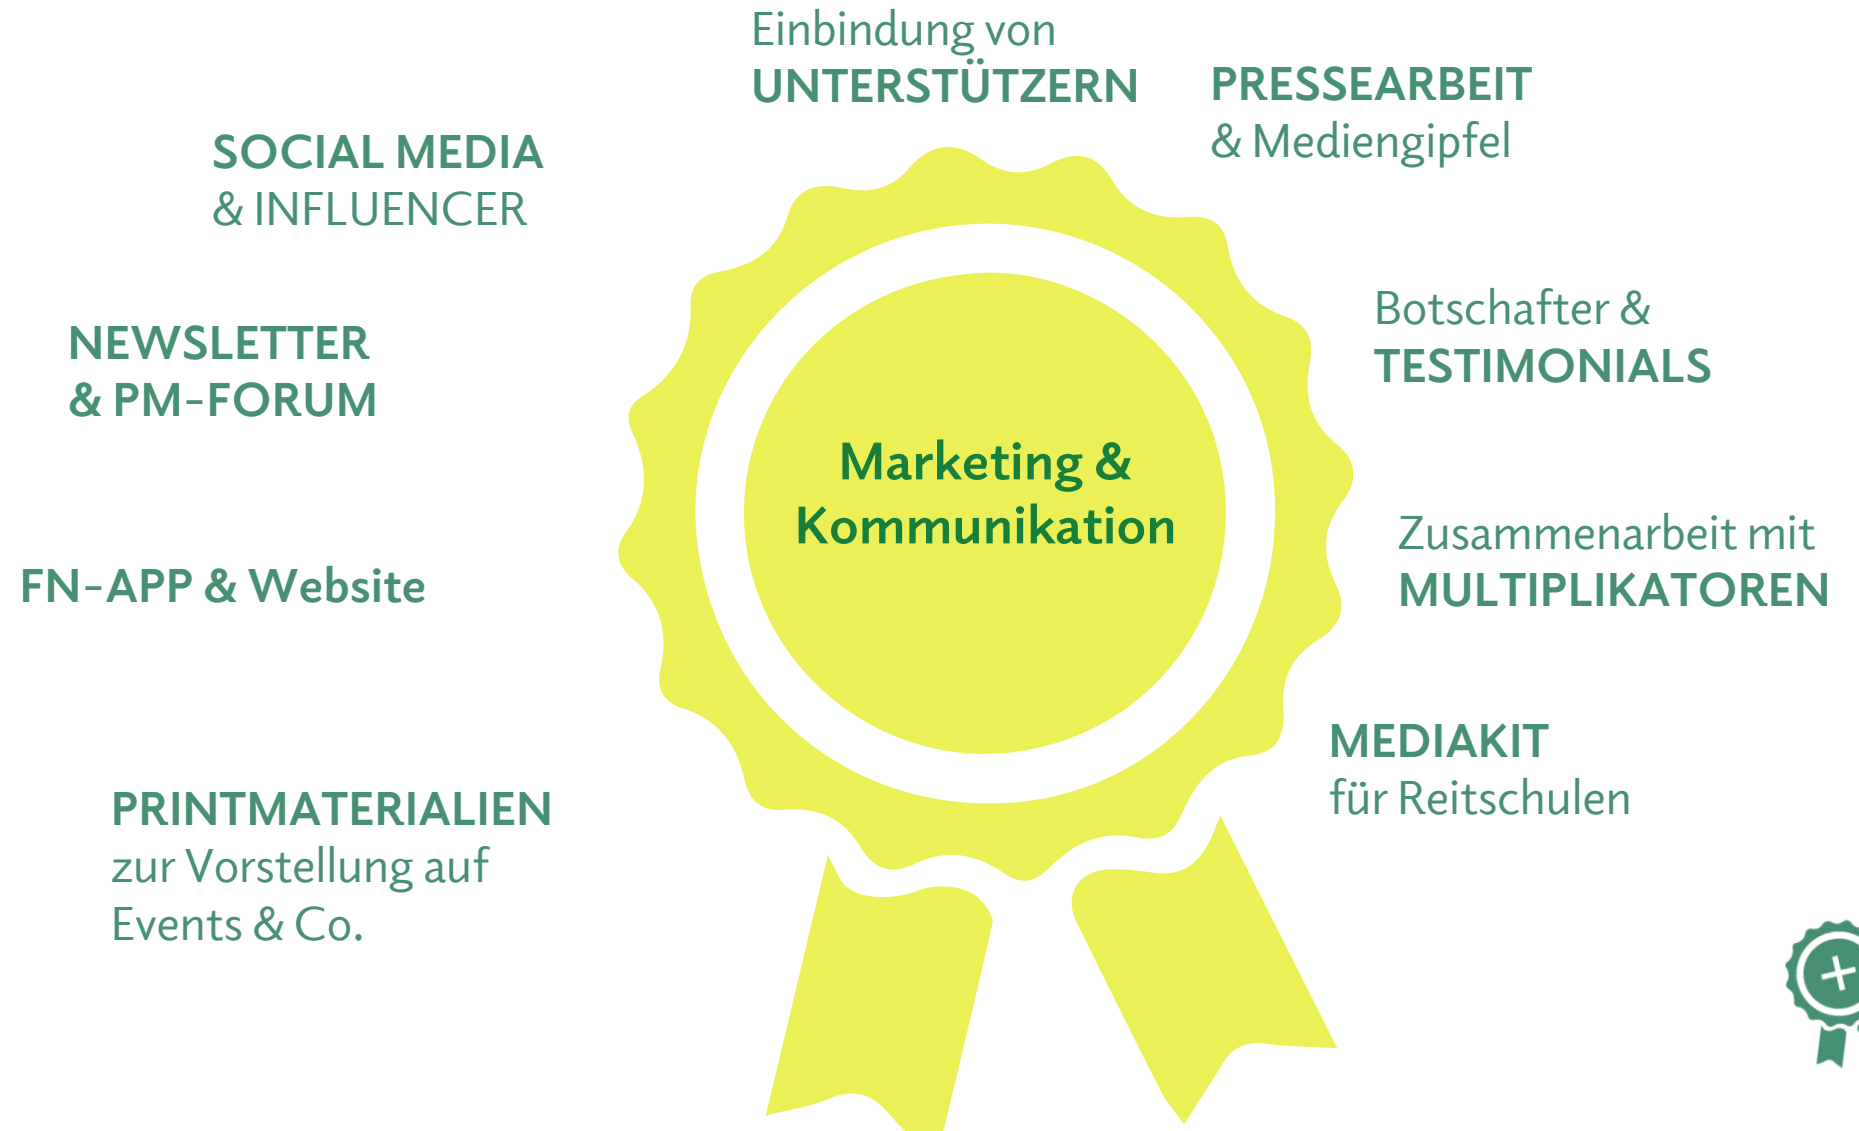 Einbindung von
UNTERSTÜTZERN
PRESSEARBEIT
& Mediengipfel
SOCIAL MEDIA
& INFLUENCER
Botschafter &
TESTIMONIALS
NEWSLETTER
& PM-FORUM
Marketing &
Kommunikation
Zusammenarbeit mit
MULTIPLIKATOREN
FN-APP & Website
MEDIAKIT
für Reitschulen
PRINTMATERIALIEN
zur Vorstellung auf
Events & Co.